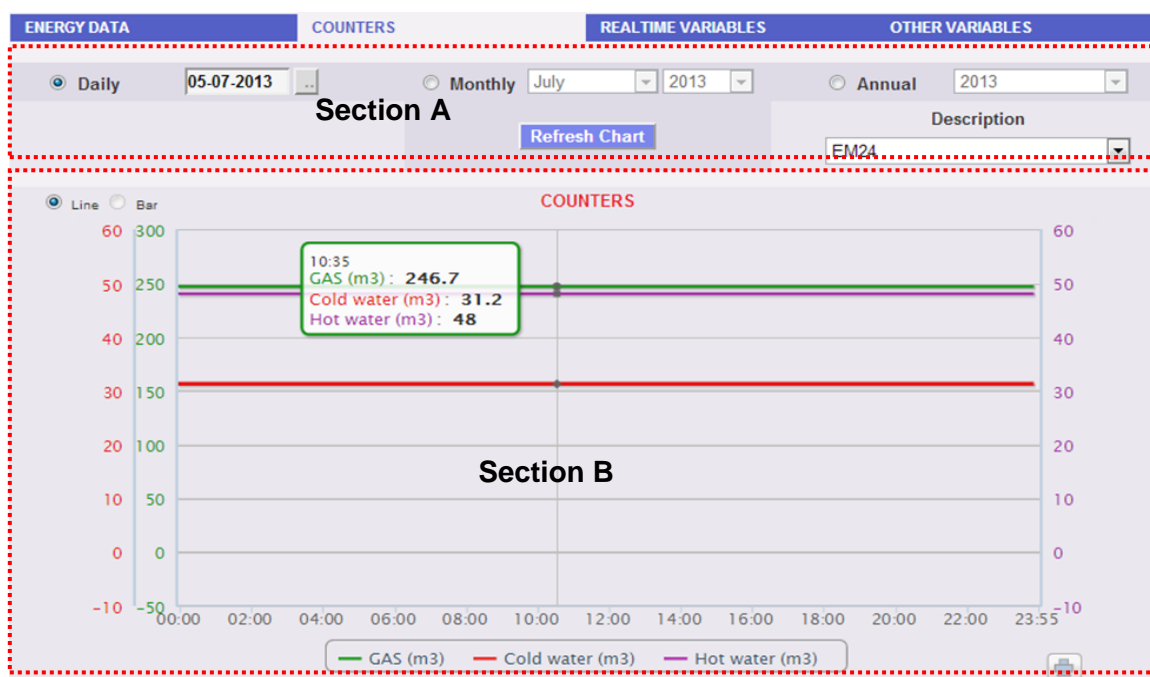 ENERGY DATA COUNTERS REALTIME VARIABLES OTHER VARIABLES
Daily 05-07-2013 .. Monthly July 2013 Annual 2013
Section A
Description
Refresh Chart
EM24
Line Bar COUNTERS
60 300 60
10:35
GAS (m3) : 246.7
50 250 50
Cold water (m3) : 31.2
Hot water (m3) : 48
40 200 40
30 150 30
20 100 20
Section B
10 50 10
0 0 0
-10 -50 -10
00:00 02:00 04:00 06:00 08:00 10:00 12:00 14:00 16:00 18:00 20:00 22:00 23:55
GAS (m3) Cold water (m3) Hot water (m3)